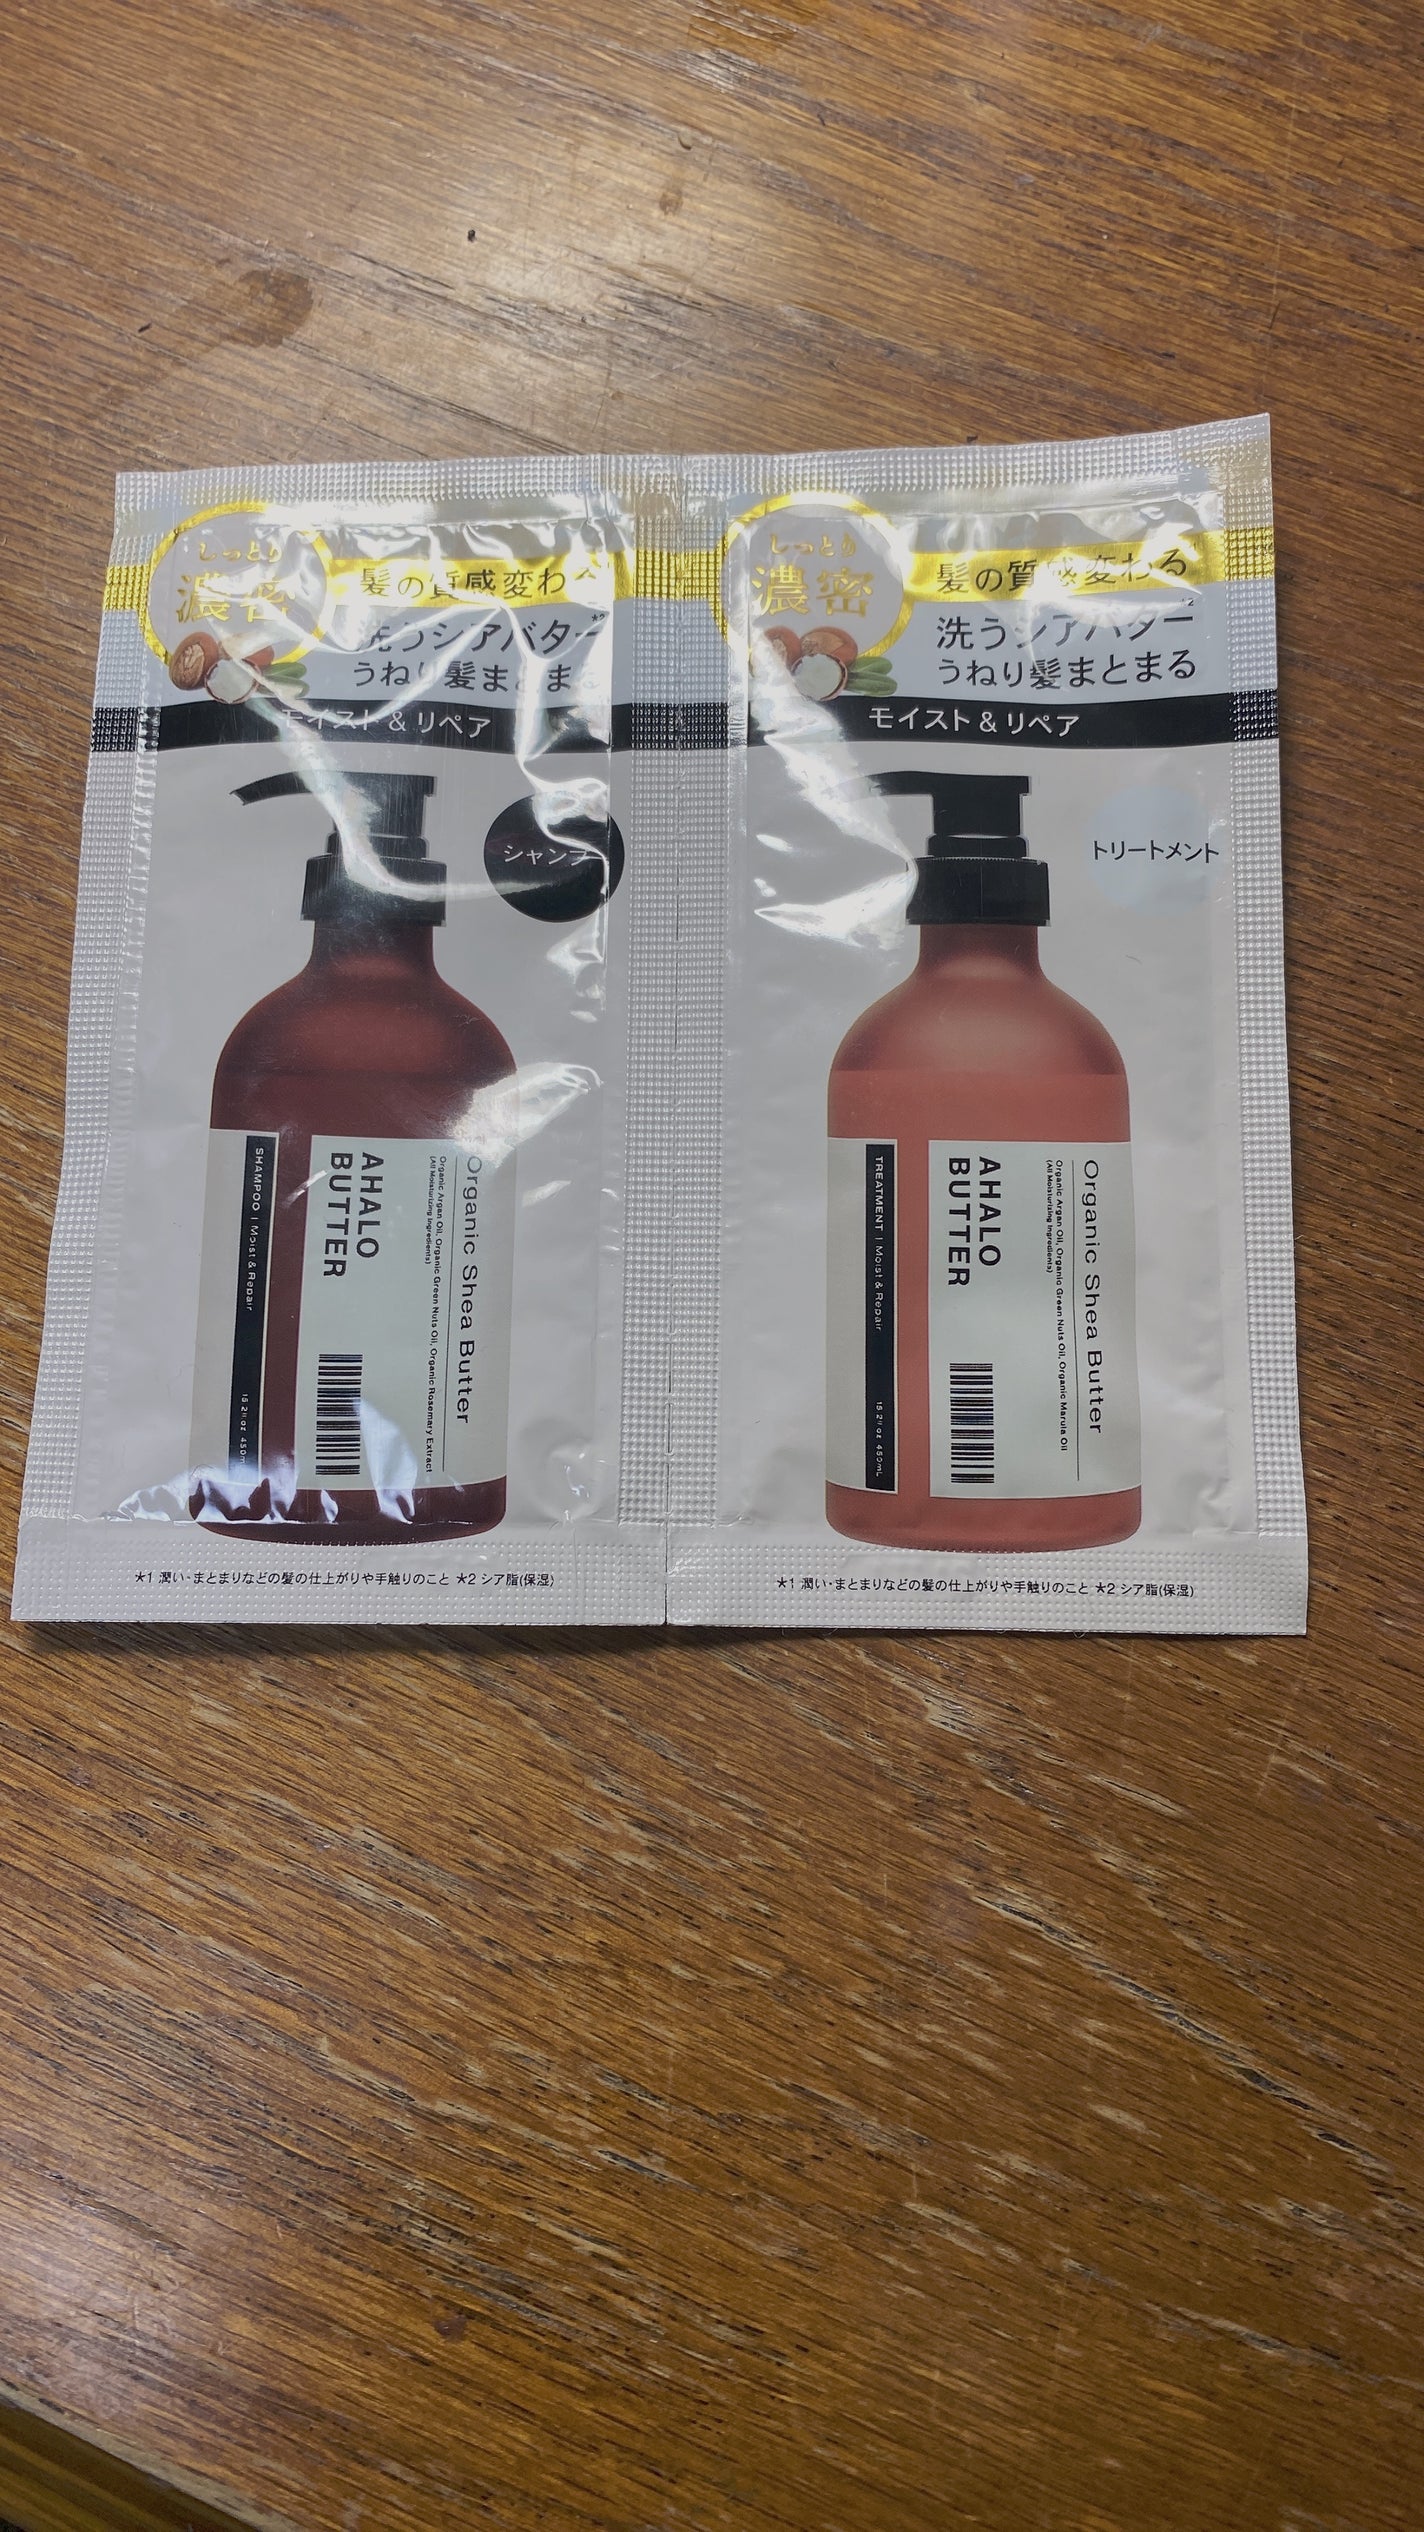 しっとり
濃密
髪の質感変わ
洗うシアバター
*2
うねり髪まとまる
モイスト&リペア
シャンプ
Organic Shea Butter
Organic Argan Oil, Organic Green Nuts Oil, Organic Rosemary Extract
(All Moisturizing Ingredients)
AHALO
BUTTER
SHAMPOO | Moist & Repair
15.2fl oz 450m
★1 潤い・まとまりなどの髪の仕上がりや手触りのこと ★2 シア脂(保湿)
しっとり
濃密
髪の質感変わる
洗うシアバター
*2
うねり髪まとまる
モイスト&リペア
トリートメント
Organic Shea Butter
Organic Argan Oil, Organic Green Nuts Oil, Organic Marula Oil
(All Moisturizing Ingredients)
AHALO
BUTTER
TREATMENT | Moist & Repair
15.2fl oz 450mL
★1 潤い・まとまりなどの髪の仕上がりや手触りのこと ★2 シア脂(保湿)